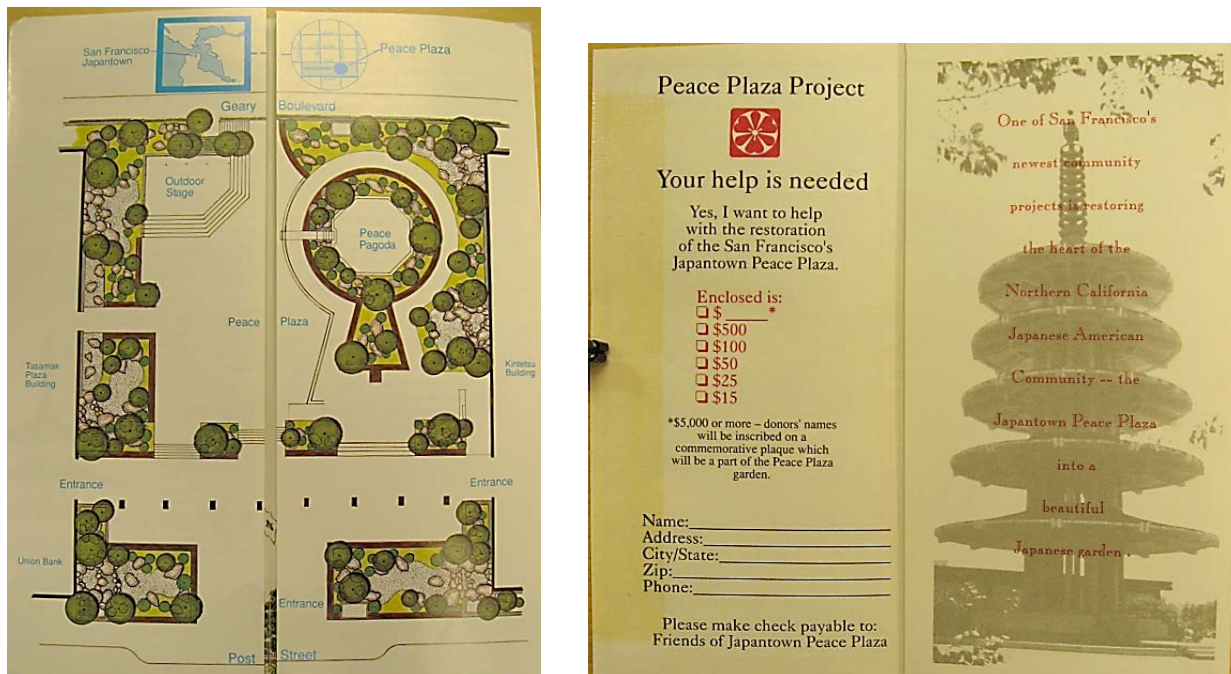 San Francisco
Japantown
Peace Plaza
Geary Boulevard
Outdoor
Stage
Peace
Pagoda
Peace Plaza
Tasamak
Plaza
Building
Kintetsu
Building
Entrance
Entrance
Union Bank
Entrance
Post Street
Peace Plaza Project
Your help is needed
Yes, I want to help
with the restoration
of the San Francisco's
Japantown Peace Plaza.
Enclosed is:
❏ $ _____*
❏ $500
❏ $100
❏ $50
❏ $25
❏ $15
*$5,000 or more – donors' names
will be inscribed on a
commemorative plaque which
will be a part of the Peace Plaza
garden.
Name:
Address:
City/State:
Zip:
Phone:
Please make check payable to:
Friends of Japantown Peace Plaza
One of San Francisco's
newest community
projects is restoring
the heart of the
Northern California
Japanese American
Community -- the
Japantown Peace Plaza
into a
beautiful
Japanese garden .